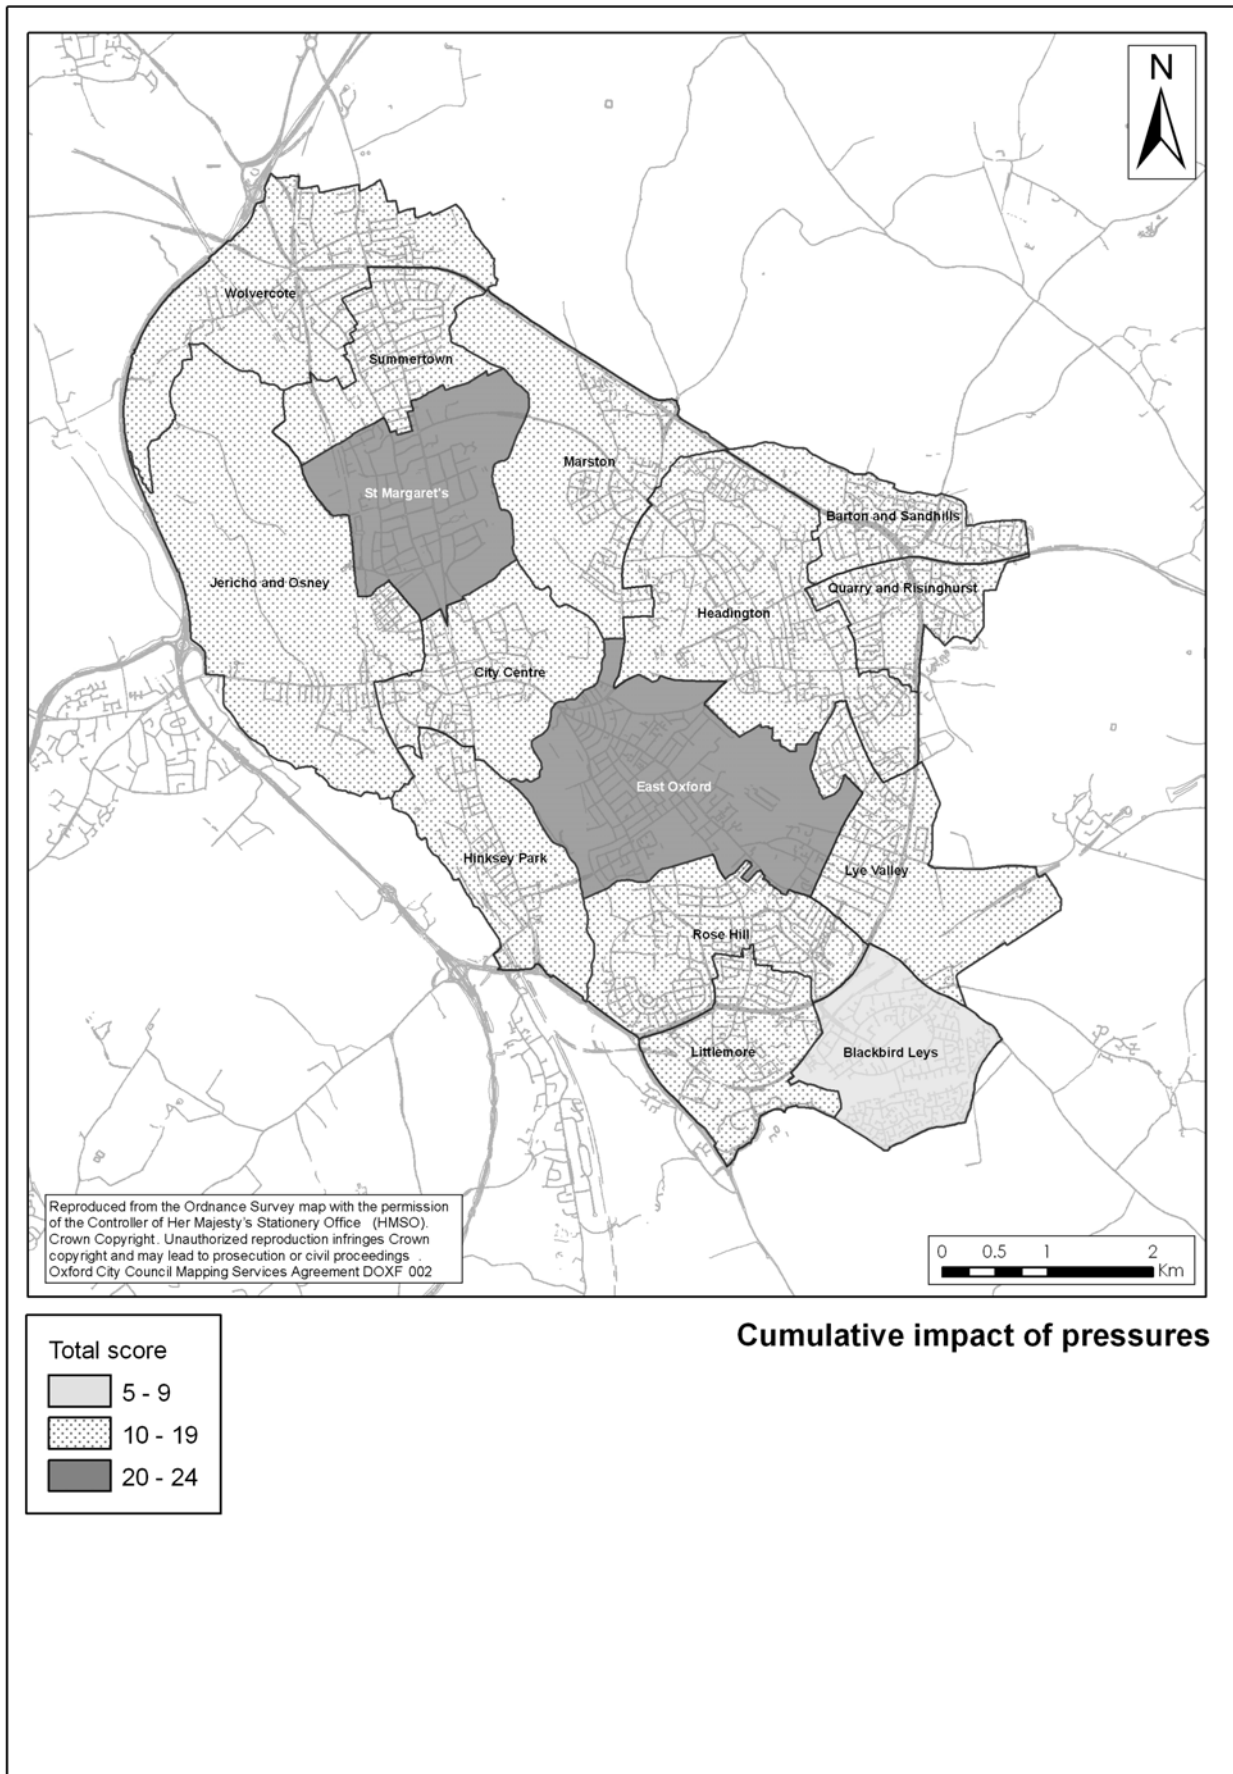 N
Wolvercote
Summertown
Marston
St Margaret's
Barton and Sandhills
Jericho and Osney
Quarry and Risinghurst
Headington
City Centre
East Oxford
Hinksey Park
Lye Valley
Rose Hill
Littlemore
Blackbird Leys
Reproduced from the Ordnance Survey map with the permission
of the Controller of Her Majesty's Stationery Office (HMSO).
Crown Copyright. Unauthorized reproduction infringes Crown
copyright and may lead to prosecution or civil proceedings .
Oxford City Council Mapping Services Agreement DOXF 002
0 0.5 1 2
Km
Cumulative impact of pressures
Total score
5 - 9
10 - 19
20 - 24